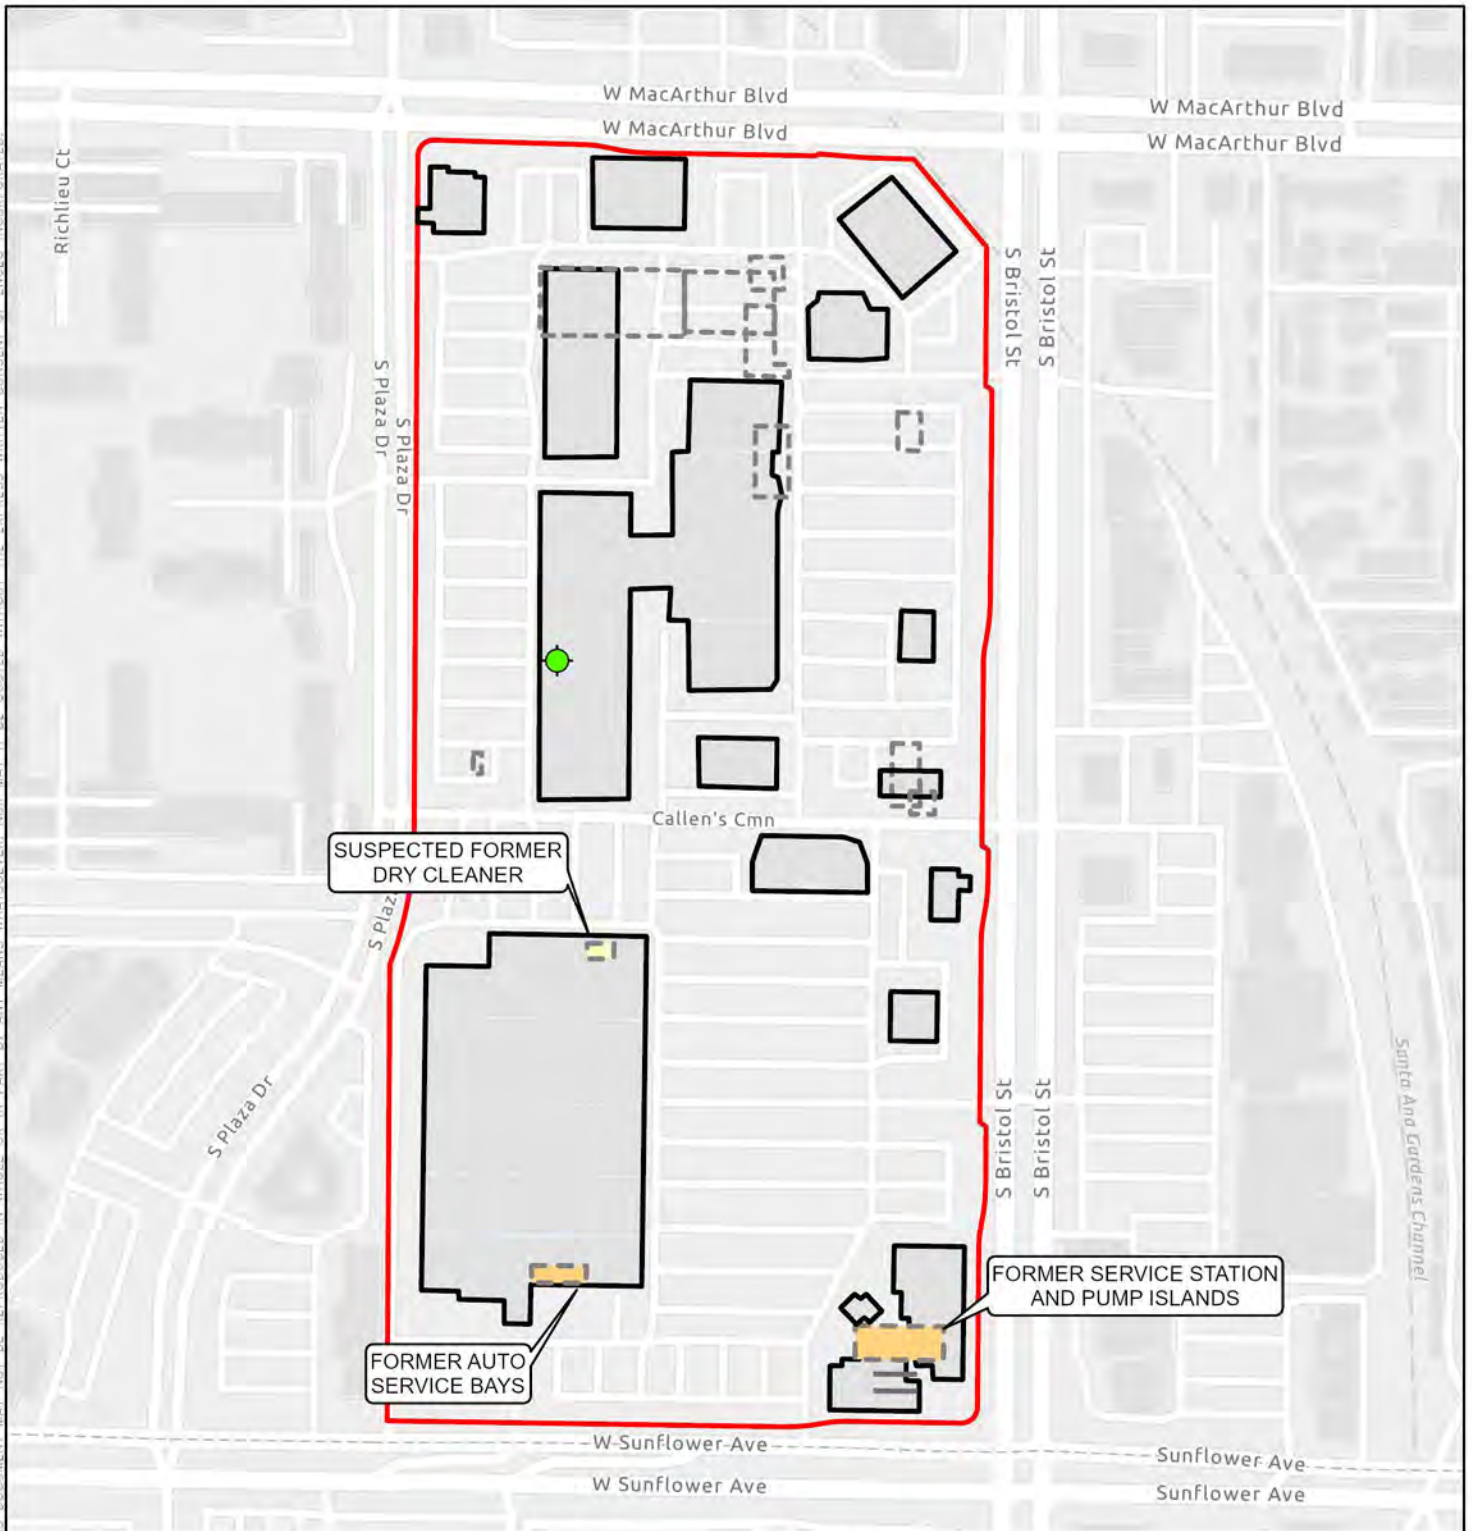 W MacArthur Blvd
W MacArthur Blvd
W MacArthur Blvd
W MacArthur Blvd
Richlieu Ct
S Bristol St
S Bristol St
S Plaza Dr
S Plaza Dr
Callen's Cmn
SUSPECTED FORMER
DRY CLEANER
S Plaz
S Plaza Dr
S Bristol St
S Bristol St
Santa Ana Gardens Channel
FORMER SERVICE STATION
AND PUMP ISLANDS
FORMER AUTO
SERVICE BAYS
W Sunflower Ave
W Sunflower Ave
Sunflower Ave
Sunflower Ave